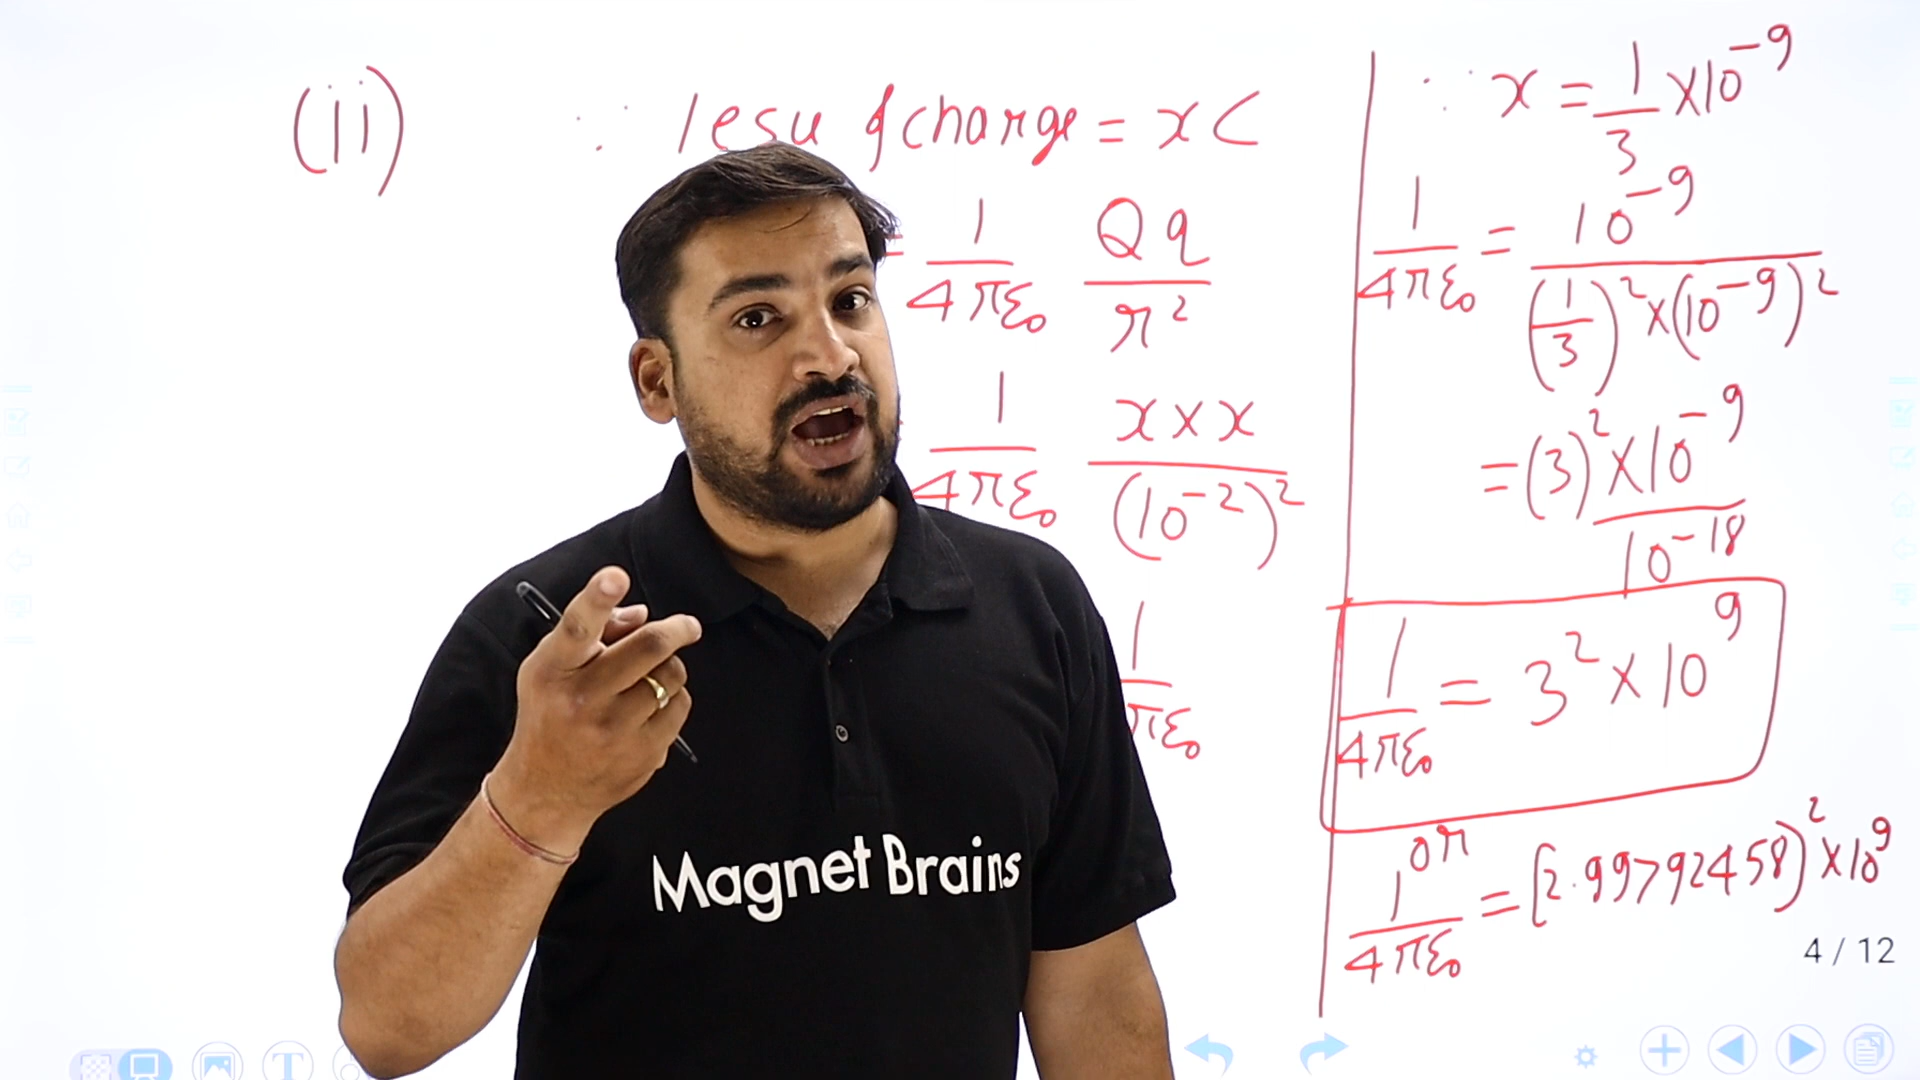 (ii) ∵ 1esu of charge = xC
= 1/4πε₀ Qq/r²
1/4πε₀ x×x/(10⁻²)²
1/πε₀
∵ x = 1/3 ×10⁻⁹
1/4πε₀ = 10⁻⁹/(1/3)²×(10⁻⁹)²
= (3)²×10⁻⁹/10⁻¹⁸
1/4πε₀ = 3²×10⁹
or
1/4πε₀ = (2.99792458)²×10⁹
4 / 12
Magnet Brains
T